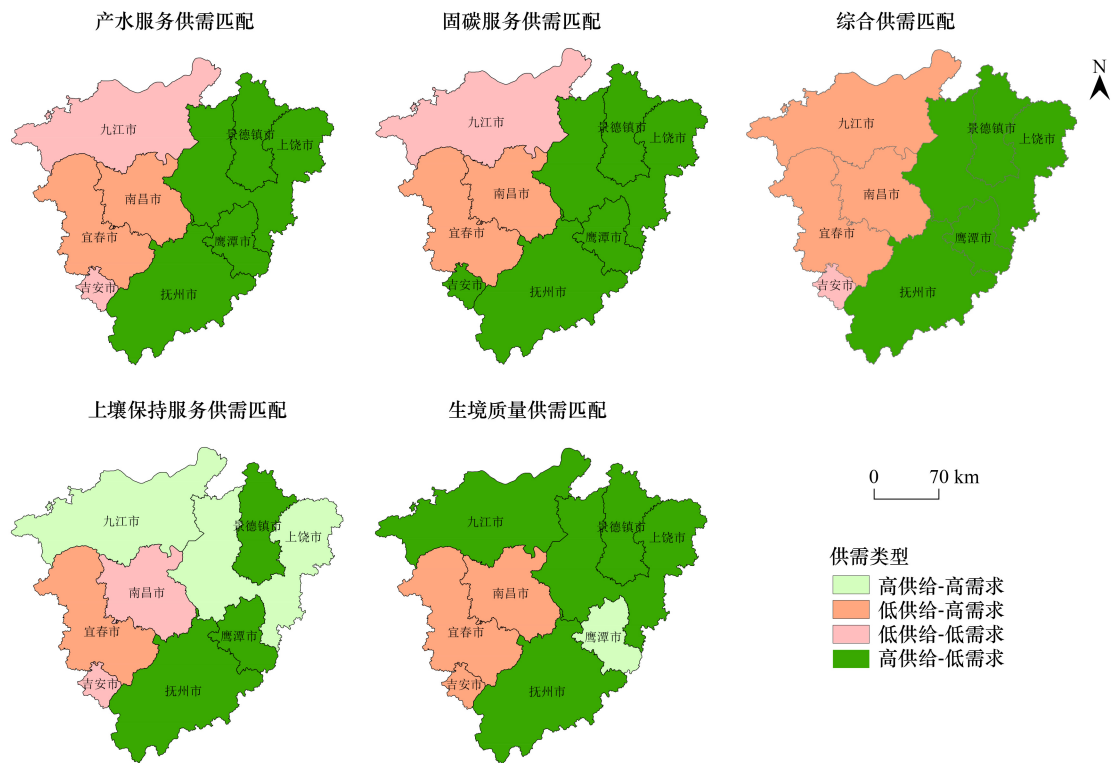 产水服务供需匹配
九江市
景德镇市
上饶市
南昌市
宜春市
鹰潭市
吉安市
抚州市
固碳服务供需匹配
九江市
景德镇市
上饶市
南昌市
宜春市
鹰潭市
吉安市
抚州市
综合供需匹配
九江市
景德镇市
上饶市
南昌市
宜春市
鹰潭市
吉安市
抚州市
N
上壤保持服务供需匹配
九江市
景德镇市
上饶市
南昌市
宜春市
鹰潭市
吉安市
抚州市
生境质量供需匹配
九江市
景德镇市
上饶市
南昌市
宜春市
鹰潭市
吉安市
抚州市
0 70 km
供需类型
高供给-高需求
低供给-高需求
低供给-低需求
高供给-低需求